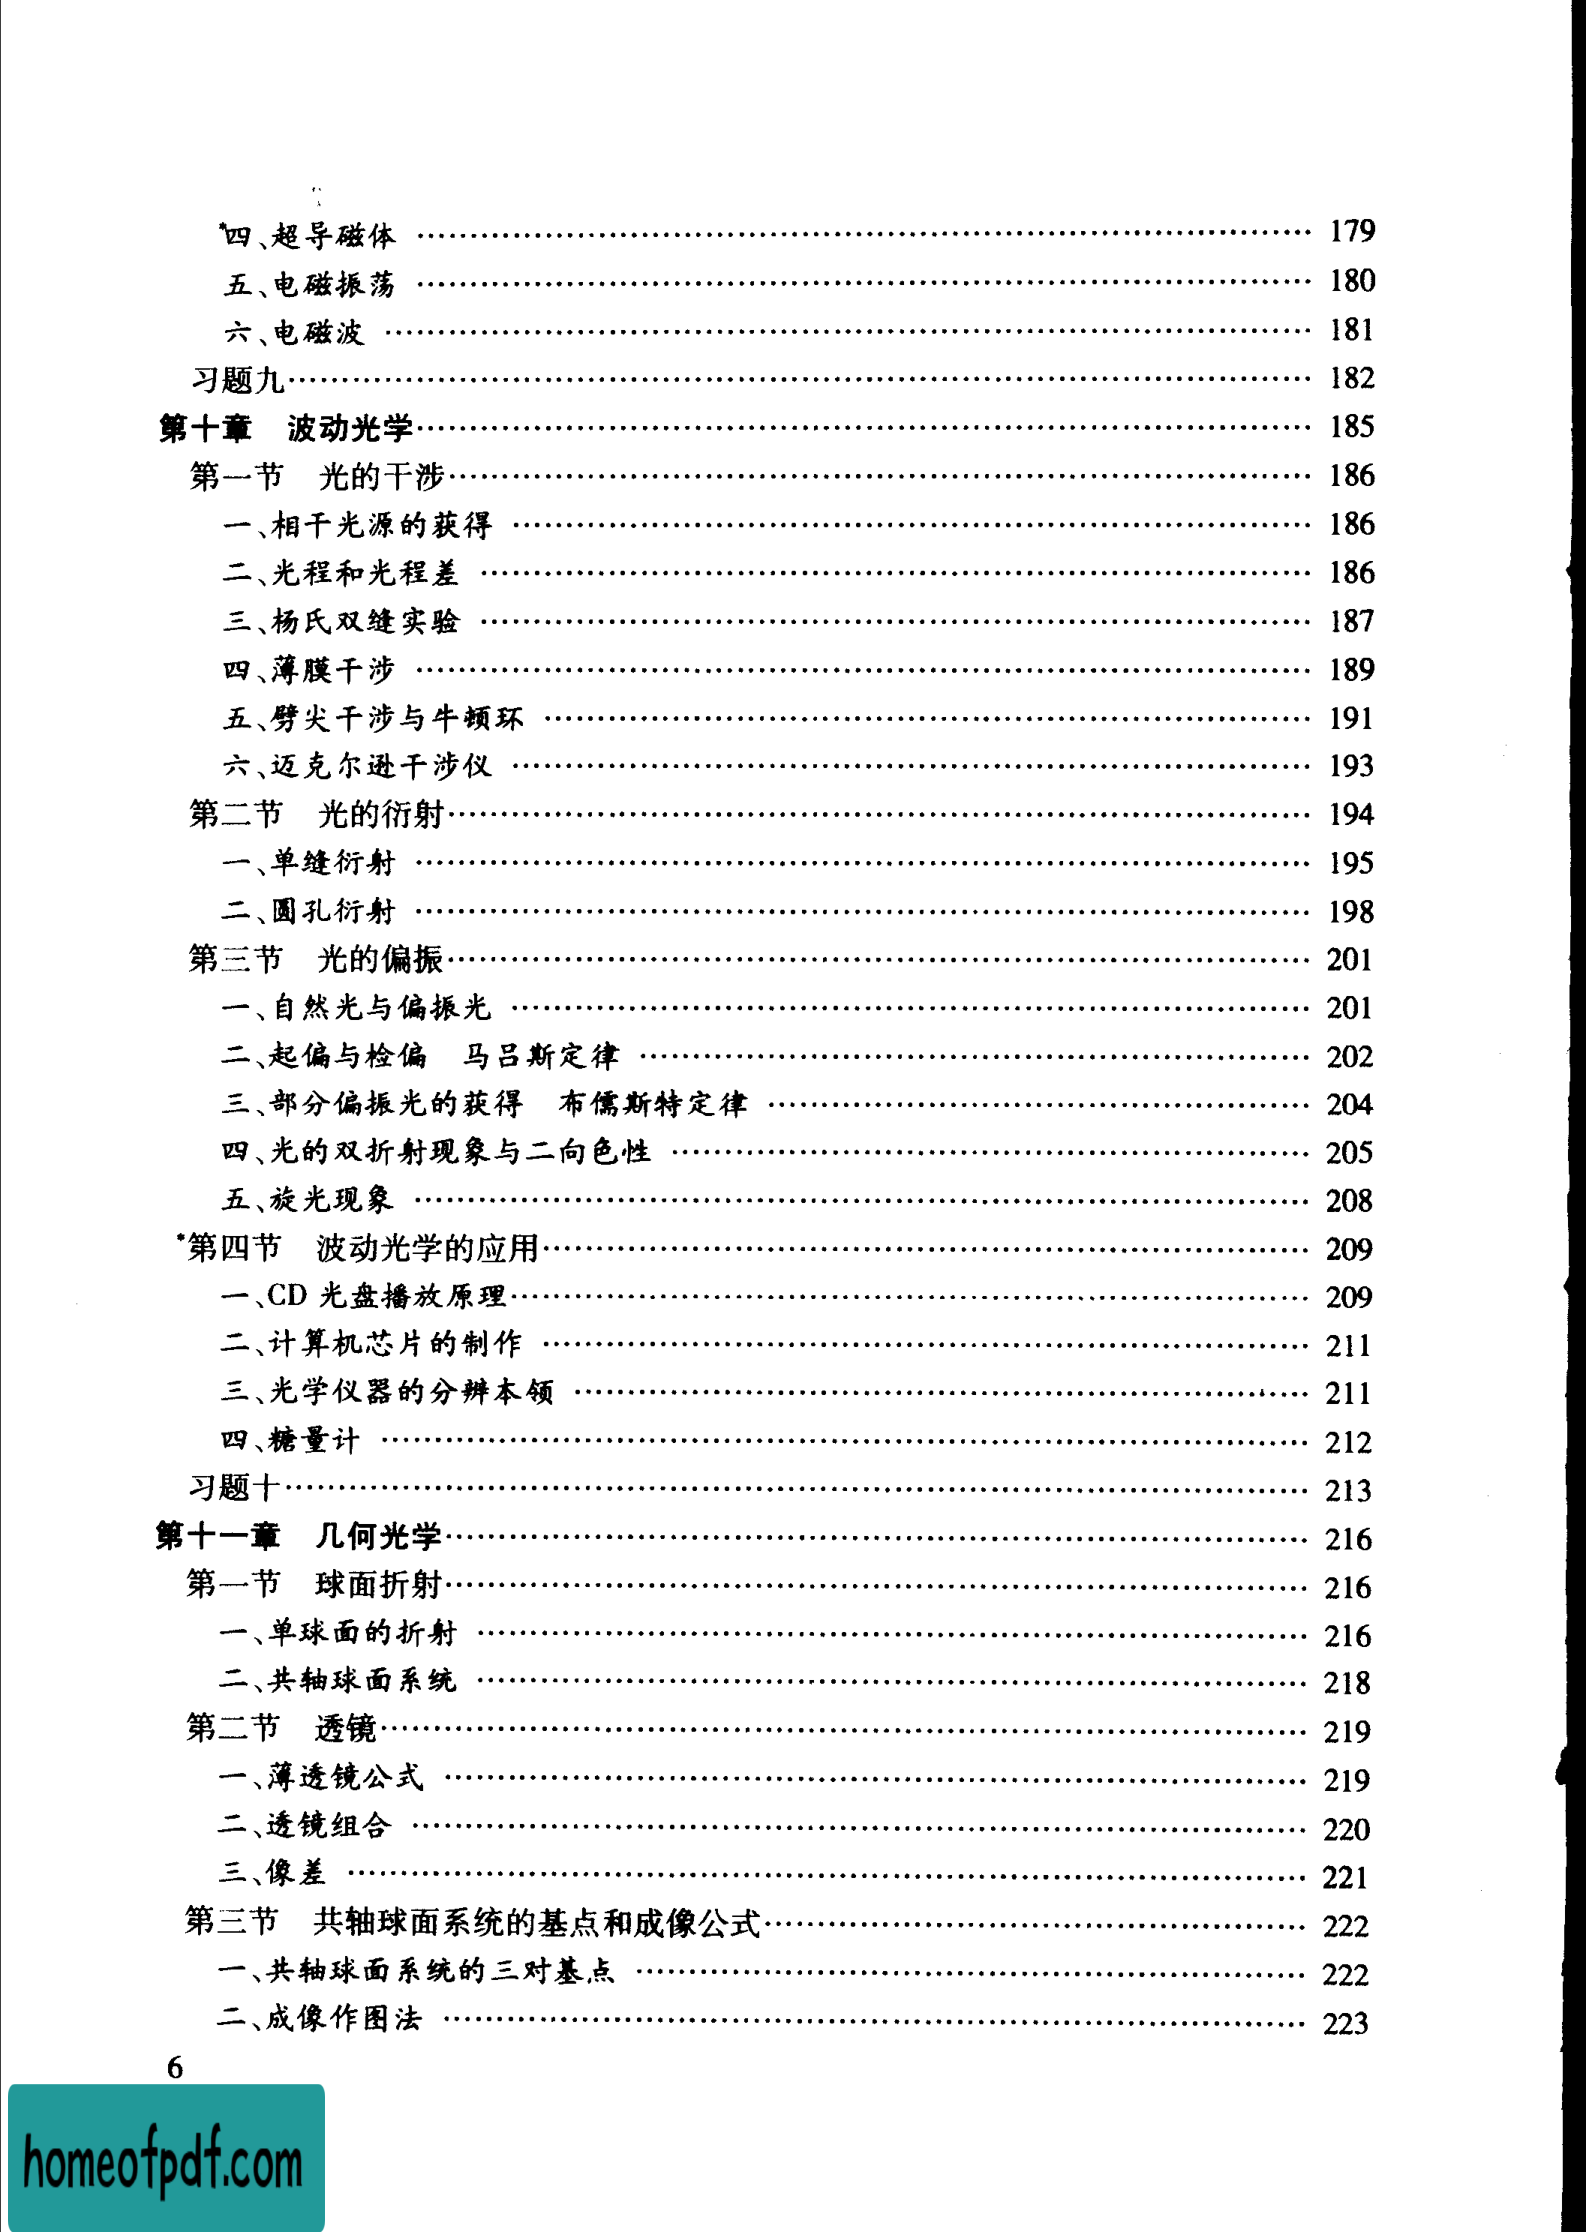 *四、超导磁体 …… 179
五、电磁振荡 …… 180
六、电磁波 …… 181
习题九 …… 182
第十章 波动光学 …… 185
第一节 光的干涉 …… 186
一、相干光源的获得 …… 186
二、光程和光程差 …… 186
三、杨氏双缝实验 …… 187
四、薄膜干涉 …… 189
五、劈尖干涉与牛顿环 …… 191
六、迈克尔逊干涉仪 …… 193
第二节 光的衍射 …… 194
一、单缝衍射 …… 195
二、圆孔衍射 …… 198
第三节 光的偏振 …… 201
一、自然光与偏振光 …… 201
二、起偏与检偏 马吕斯定律 …… 202
三、部分偏振光的获得 布儒斯特定律 …… 204
四、光的双折射现象与二向色性 …… 205
五、旋光现象 …… 208
*第四节 波动光学的应用 …… 209
一、CD 光盘播放原理 …… 209
二、计算机芯片的制作 …… 211
三、光学仪器的分辨本领 …… 211
四、糖量计 …… 212
习题十 …… 213
第十一章 几何光学 …… 216
第一节 球面折射 …… 216
一、单球面的折射 …… 216
二、共轴球面系统 …… 218
第二节 透镜 …… 219
一、薄透镜公式 …… 219
二、透镜组合 …… 220
三、像差 …… 221
第三节 共轴球面系统的基点和成像公式 …… 222
一、共轴球面系统的三对基点 …… 222
二、成像作图法 …… 223
6
homeofpdf.com